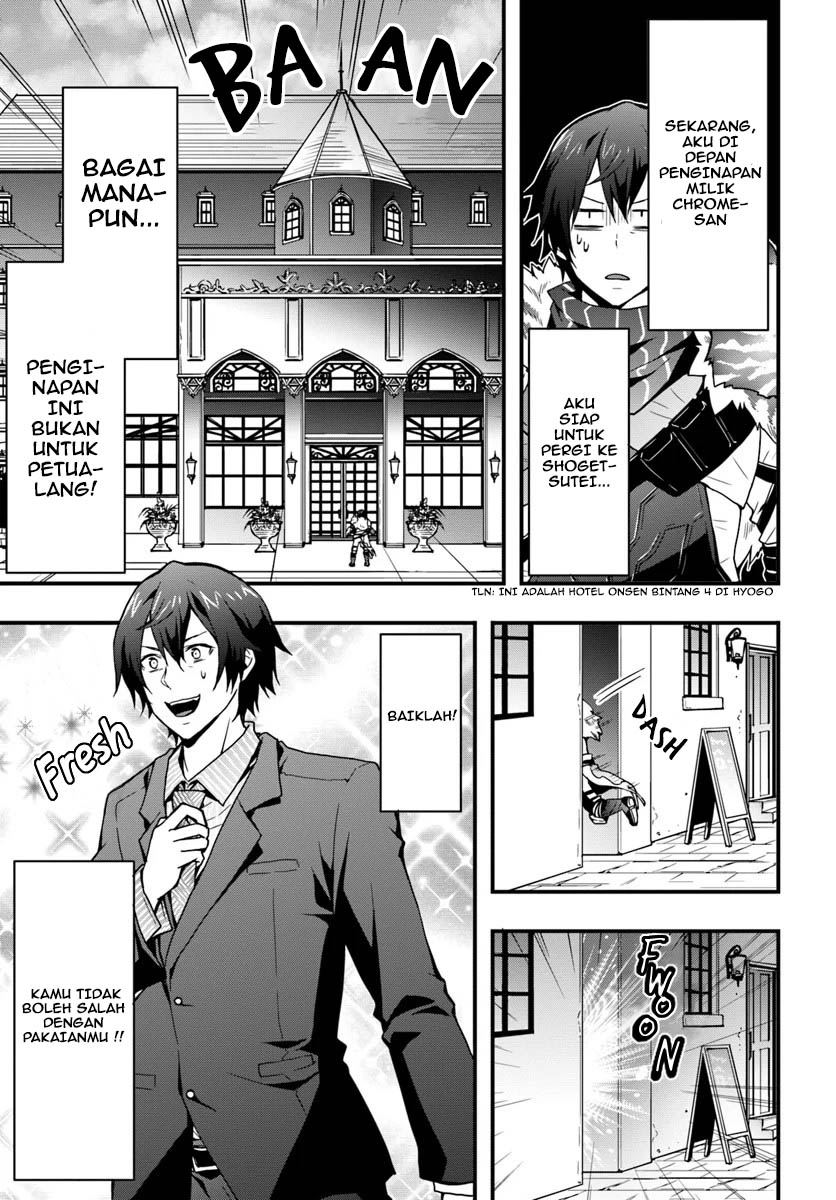 SEKARANG,
AKU DI
DEPAN
PENGINAPAN
MILIK
CHROME-
SAN
AKU
SIAP
UNTUK
PERGI KE
SHOGET-
SUTEI...
TLN: INI ADALAH HOTEL ONSEN BINTANG 4 DI HYOGO
BA AN
BAGAI
MANA-
PUN...
PENGI-
NAPAN
INI
BUKAN
UNTUK
PETUA-
LANG!
DASH
FWOOON
BAIKLAH!
Fresh
KAMU TIDAK
BOLEH SALAH
DENGAN
PAKAIANMU !!